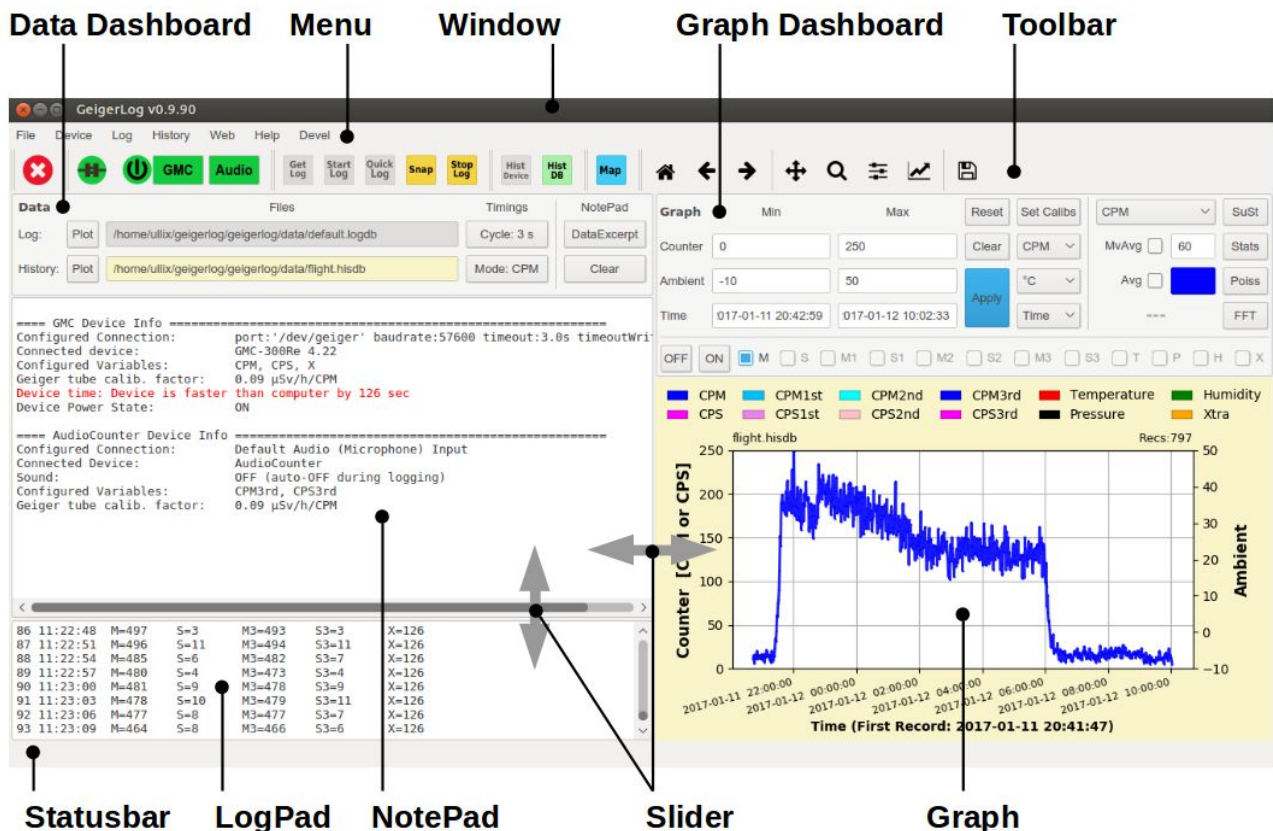 Data Dashboard Menu Window Graph Dashboard Toolbar
GeigerLog v0.9.90
File Device Log History Web Help Devel
GMC Audio Get Log Start Log Quick Log Snap Stop Log Hist Device Hist DB Map
Data Files Timings NotePad
Log: Plot /home/ullix/geigerlog/geigerlog/data/default.logdb Cycle: 3 s DataExcerpt
History: Plot /home/ullix/geigerlog/geigerlog/data/flight.hisdb Mode: CPM Clear
Graph Min Max Reset Set Calibs CPM SuSt
Counter 0 250 Clear CPM MvAvg 60 Stats
Ambient -10 50 Apply °C Avg Poiss
Time 017-01-11 20:42:59 017-01-12 10:02:33 Time --- FFT
OFF ON M S M1 S1 M2 S2 M3 S3 T P H X
==== GMC Device Info ====
Configured Connection: port:'/dev/geiger' baudrate:57600 timeout:3.0s timeoutWri
Connected device: GMC-300Re 4.22
Configured Variables: CPM, CPS, X
Geiger tube calib. factor: 0.09 µSv/h/CPM
Device time: Device is faster than computer by 126 sec
Device Power State: ON
==== AudioCounter Device Info ====
Configured Connection: Default Audio (Microphone) Input
Connected Device: AudioCounter
Sound: OFF (auto-OFF during logging)
Configured Variables: CPM3rd, CPS3rd
Geiger tube calib. factor: 0.09 µSv/h/CPM
86 11:22:48 M=497 S=3 M3=493 S3=3 X=126
87 11:22:51 M=496 S=11 M3=494 S3=11 X=126
88 11:22:54 M=485 S=6 M3=482 S3=7 X=126
89 11:22:57 M=480 S=4 M3=473 S3=4 X=126
90 11:23:00 M=481 S=9 M3=478 S3=9 X=126
91 11:23:03 M=478 S=10 M3=479 S3=11 X=126
92 11:23:06 M=477 S=8 M3=477 S3=7 X=126
93 11:23:09 M=464 S=8 M3=466 S3=6 X=126
CPM CPM1st CPM2nd CPM3rd Temperature Humidity
CPS CPS1st CPS2nd CPS3rd Pressure Xtra
flight.hisdb Recs:797
250 50
200 40
30
150 20
100 10
50 0
0 −10
Counter or CPS]
Ambient
2017-01-11 22:00:00 2017-01-12 00:00:00 2017-01-12 02:00:00 2017-01-12 04:00:00 2017-01-12 06:00:00 2017-01-12 08:00:00 2017-01-12 10:00:00
Time (First Record: 2017-01-11 20:41:47)
Statusbar LogPad NotePad Slider Graph